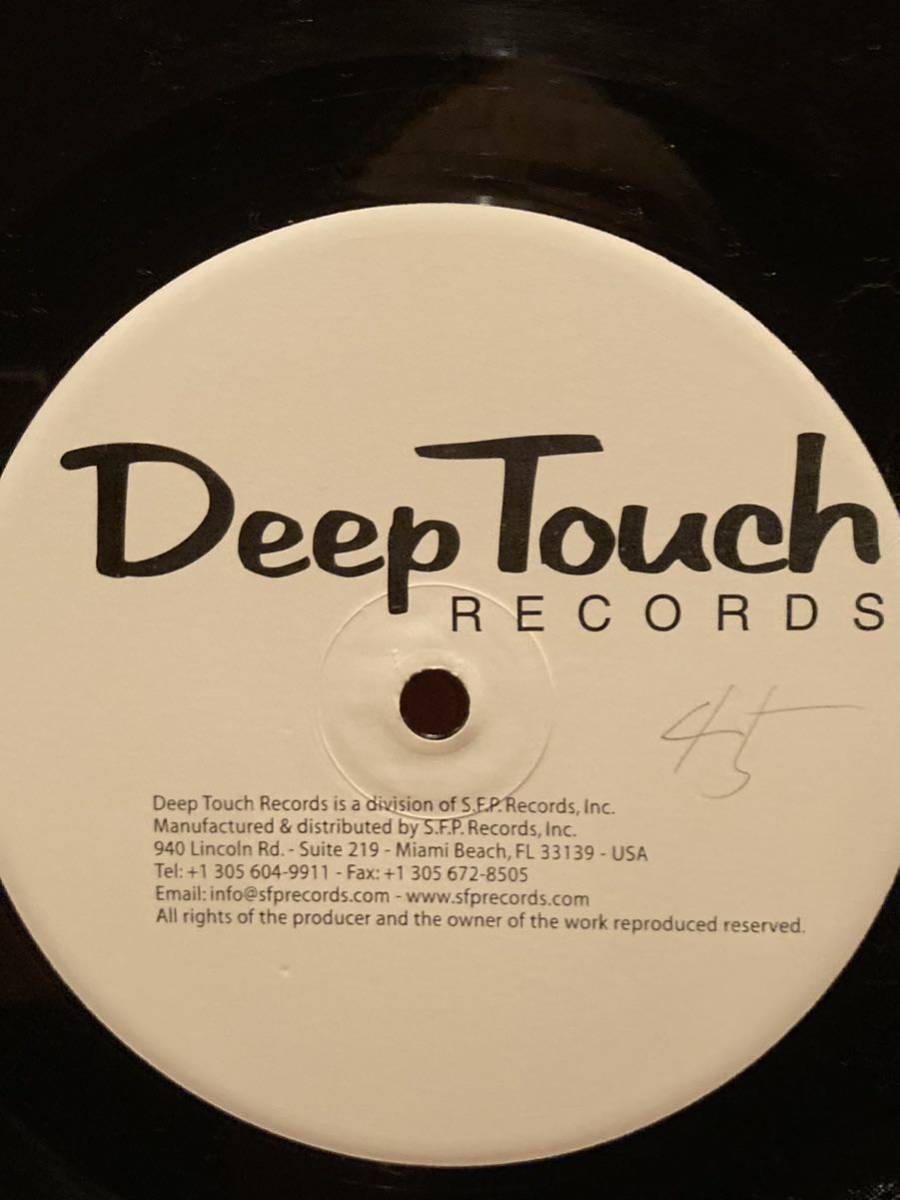 Deep Touch
RECORDS
45
Deep Touch Records is a division of S.F.P. Records, Inc.
Manufactured & distributed by S.F.P. Records, Inc.
940 Lincoln Rd. - Suite 219 - Miami Beach, FL 33139 - USA
Tel: +1 305 604-9911 - Fax: +1 305 672-8505
Email: info@sfprecords.com - www.sfprecords.com
All rights of the producer and the owner of the work reproduced reserved.